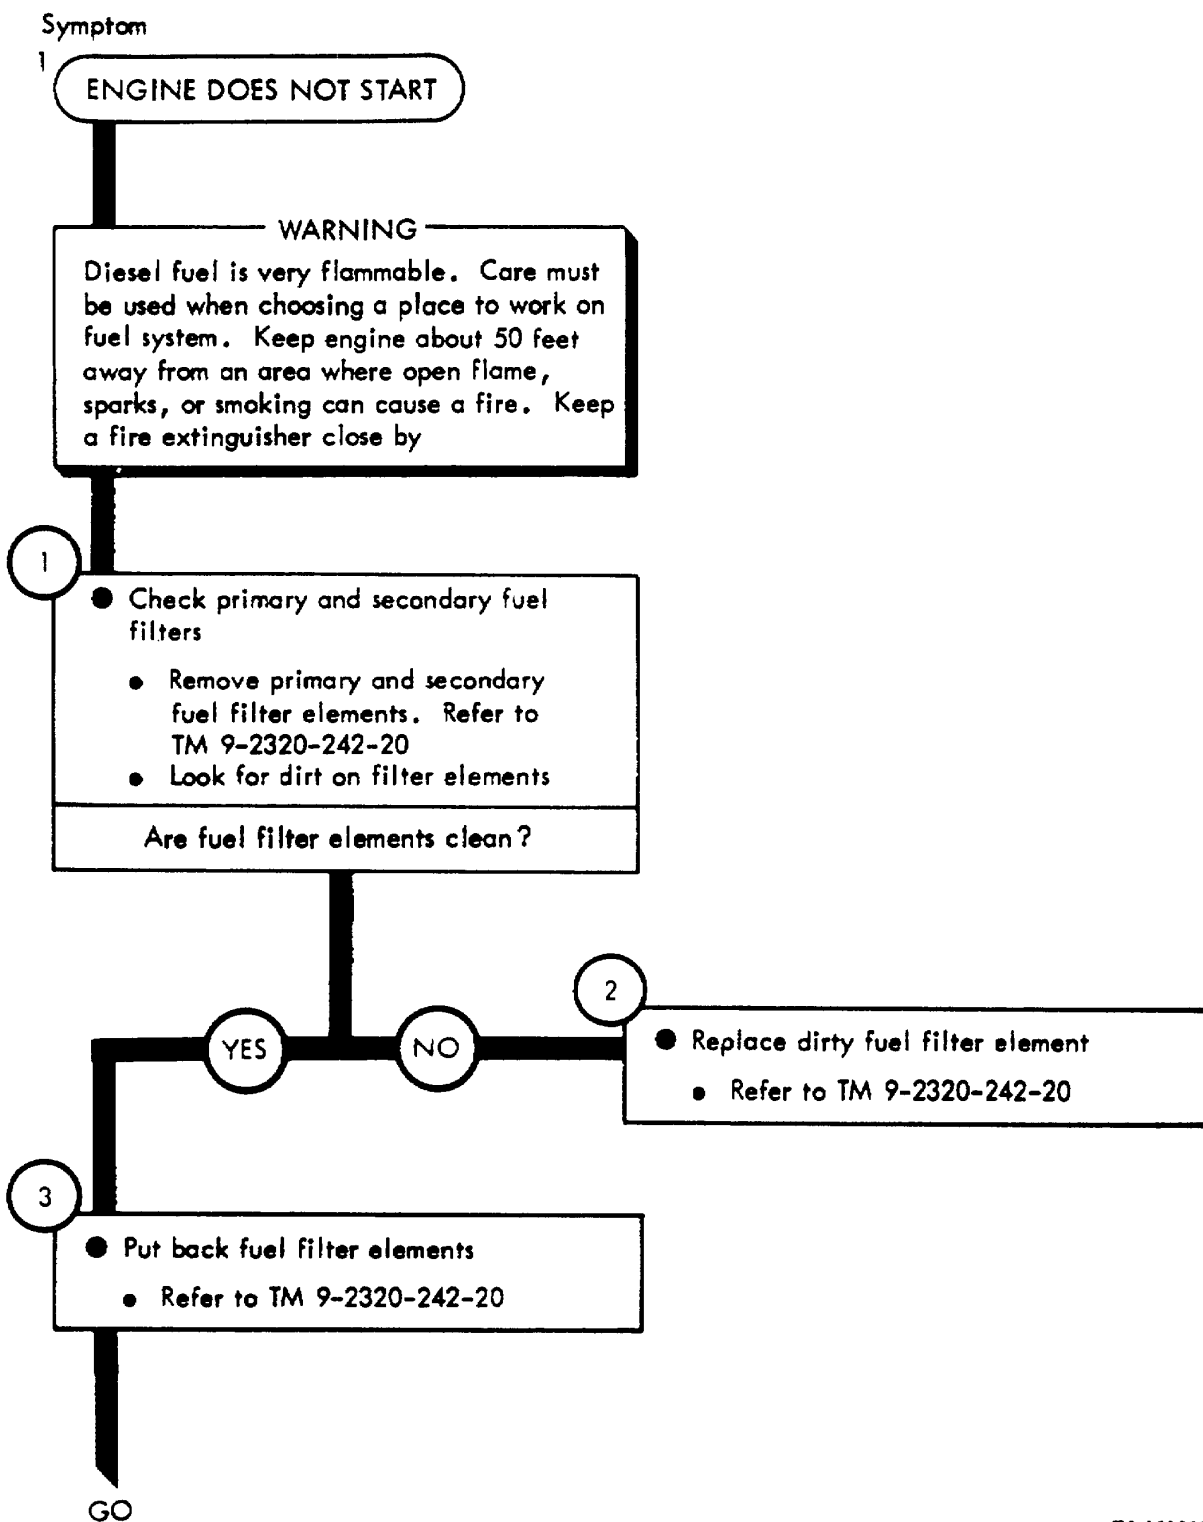 Symptom
1
ENGINE DOES NOT START
WARNING
Diesel fuel is very flammable. Care must
be used when choosing a place to work on
fuel system. Keep engine about 50 feet
away from an area where open flame,
sparks, or smoking can cause a fire. Keep
a fire extinguisher close by
1
● Check primary and secondary fuel
filters
● Remove primary and secondary
fuel filter elements. Refer to
TM 9-2320-242-20
● Look for dirt on filter elements
Are fuel filter elements clean?
YES
NO
2
● Replace dirty fuel filter element
● Refer to TM 9-2320-242-20
3
● Put back fuel filter elements
● Refer to TM 9-2320-242-20
GO